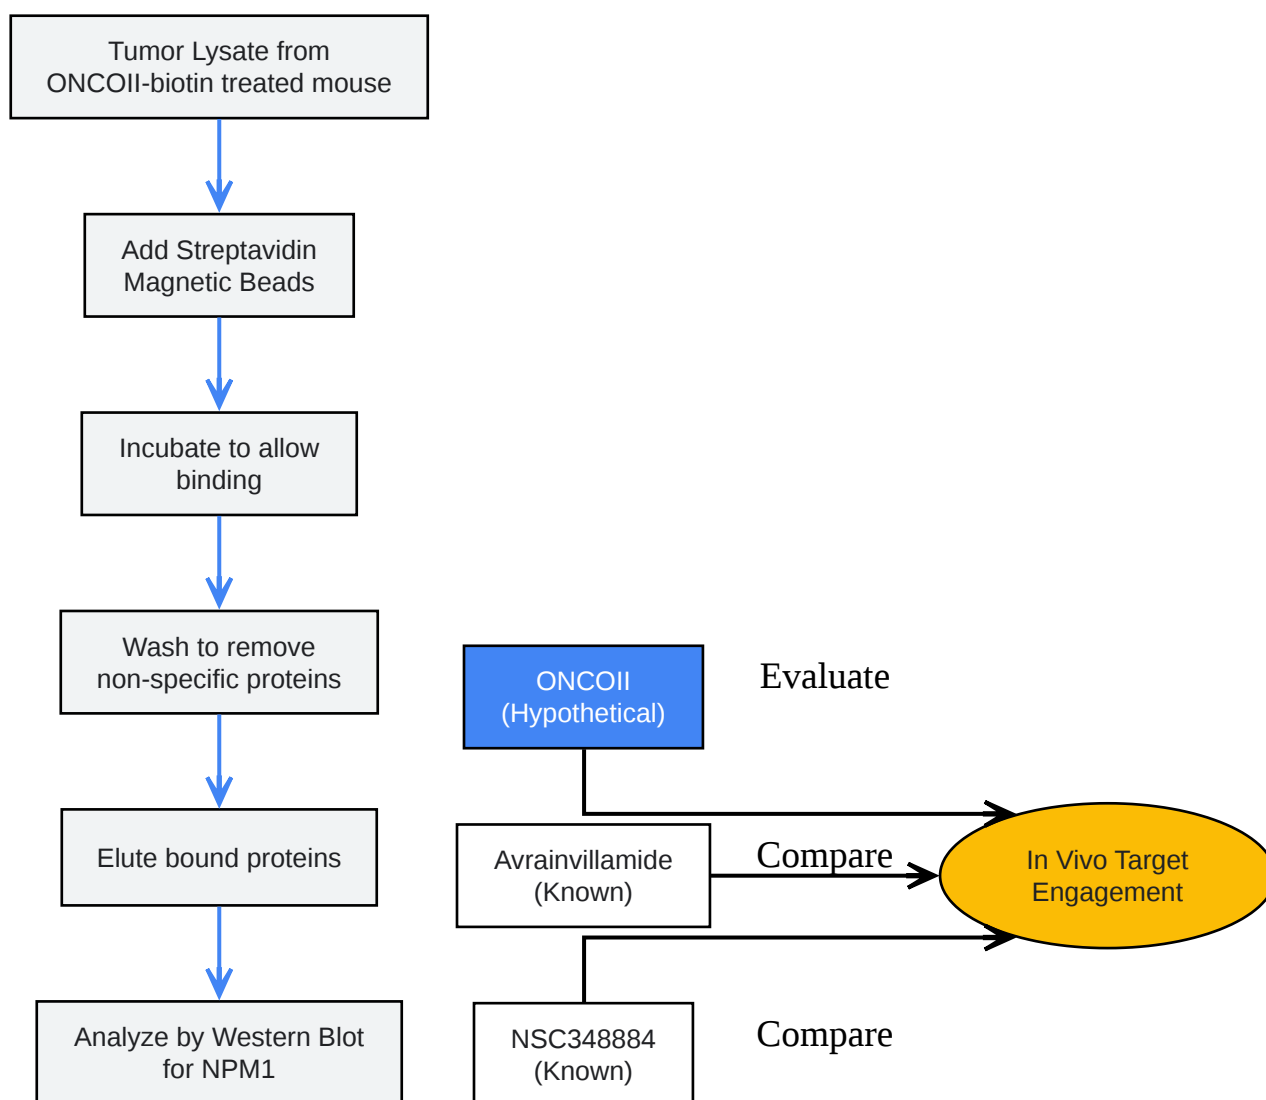 Tumor Lysate from
ONCOII-biotin treated mouse
Add Streptavidin
Magnetic Beads
Incubate to allow
binding
Wash to remove
non-specific proteins
Elute bound proteins
Analyze by Western Blot
for NPM1
ONCOII
(Hypothetical)
Evaluate
Avrainvillamide
(Known)
Compare
In Vivo Target
Engagement
NSC348884
(Known)
Compare